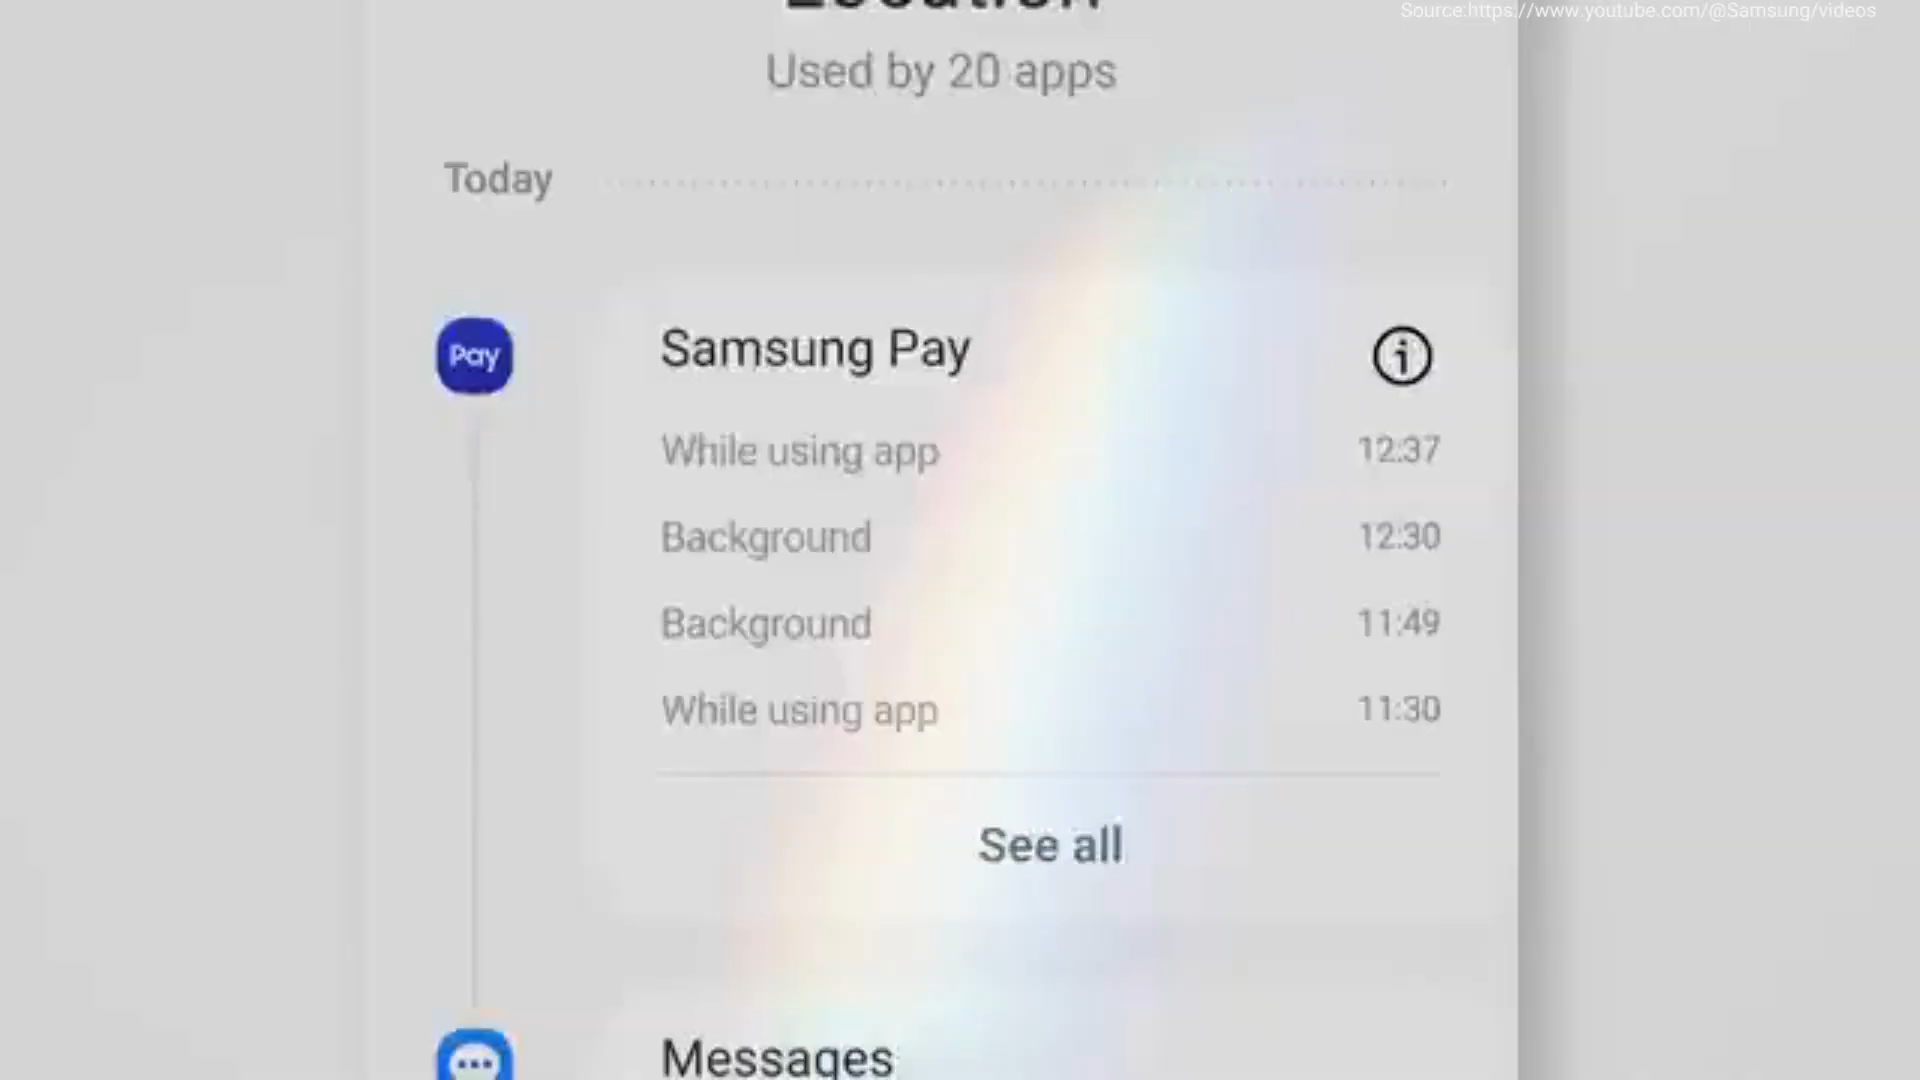 Source:https://www.youtube.com/@Samsung/videos
Location
Used by 20 apps
Today
Pay
Samsung Pay
While using app 12:37
Background 12:30
Background 11:49
While using app 11:30
See all
Messages